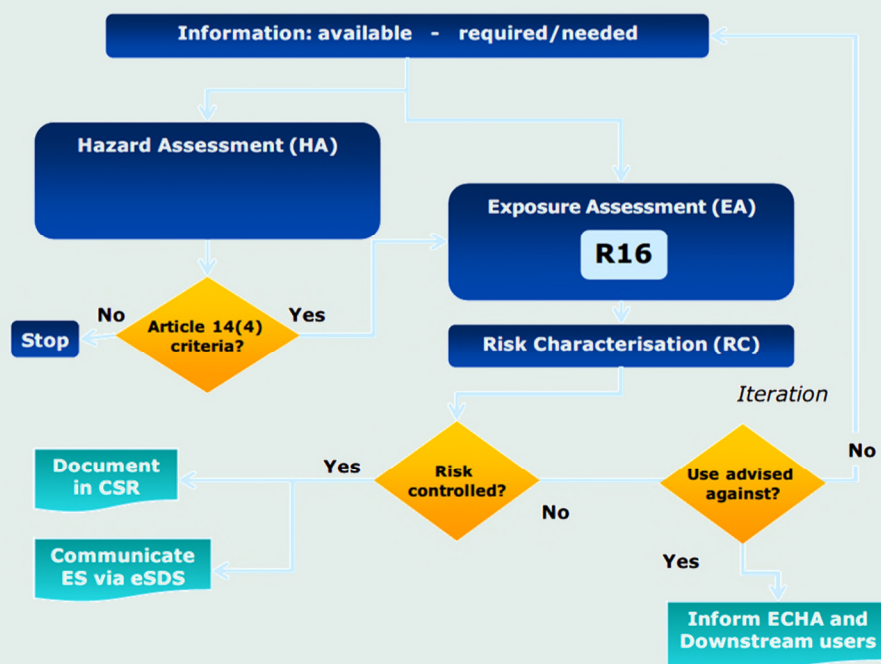 Information: available - required/needed
Hazard Assessment (HA)
Exposure Assessment (EA)
R16
No
Yes
Article 14(4)
criteria?
Stop
Risk Characterisation (RC)
Iteration
No
Document
in CSR
Yes
Risk
controlled?
No
Use advised
against?
Communicate
ES via eSDS
Yes
Inform ECHA and
Downstream users